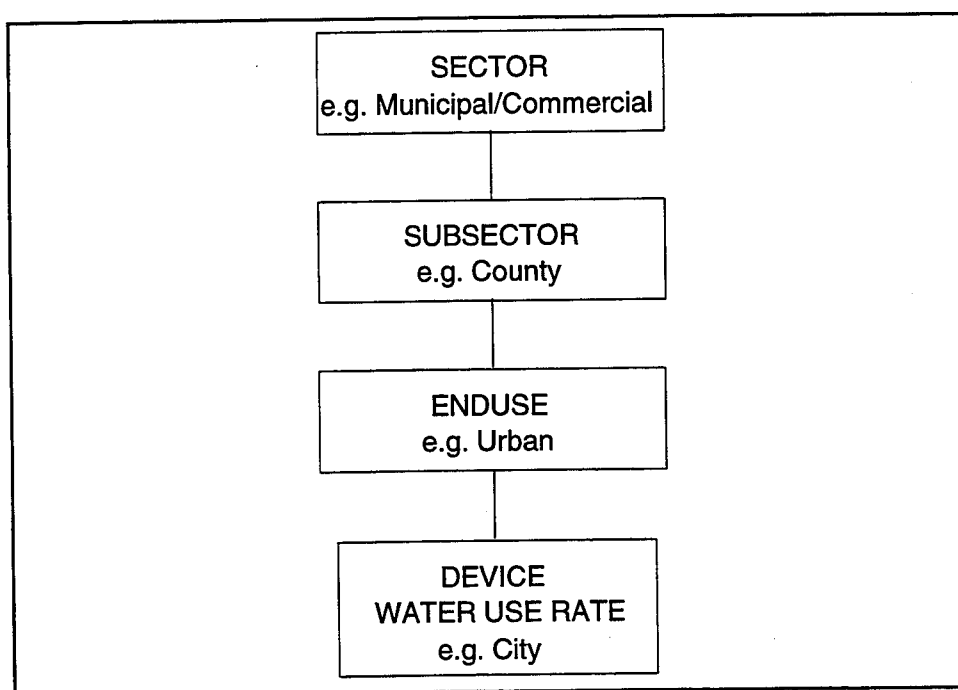 SECTOR
e.g. Municipal/Commercial
SUBSECTOR
e.g. County
ENDUSE
e.g. Urban
DEVICE
WATER USE RATE
e.g. City